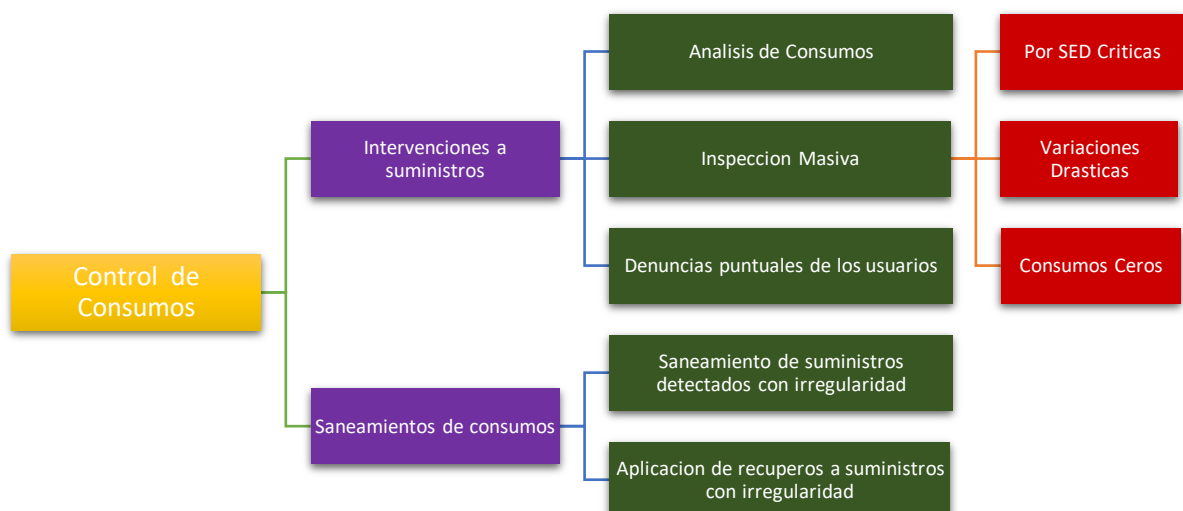 Control de
Consumos
Intervenciones a
suministros
Analisis de Consumos
Inspeccion Masiva
Denuncias puntuales de los usuarios
Por SED Criticas
Variaciones
Drasticas
Consumos Ceros
Saneamientos de consumos
Saneamiento de suministros
detectados con irregularidad
Aplicacion de recuperos a suministros
con irregularidad